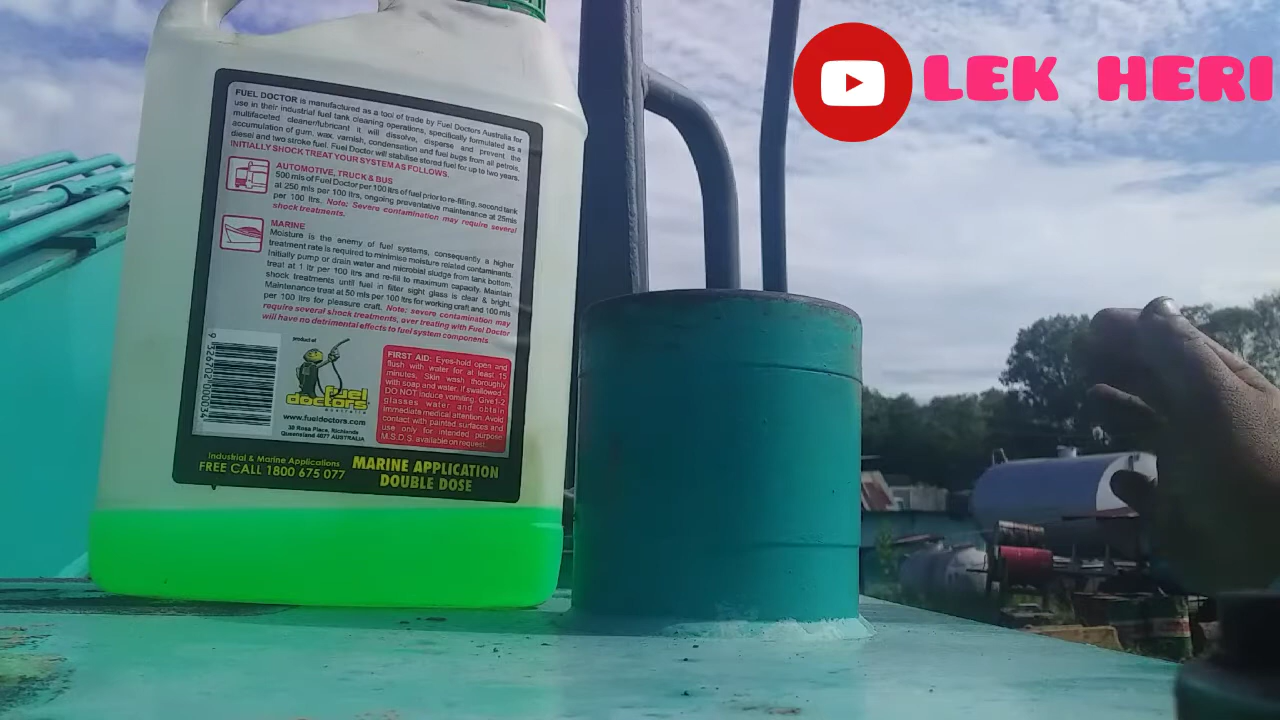 LEK HERI
FUEL DOCTOR is manufactured as a tool of trade by Fuel Doctors Australia for
use in their industrial fuel tank cleaning operations, specifically formulated as a
multifaceted cleaner/lubricant it will dissolve, disperse and prevent the
accumulation of gum, wax, varnish, condensation and fuel bugs from all petrols,
diesel and two stroke fuel. Fuel Doctor will stabilise stored fuel for up to two years.
INITIALLY SHOCK TREAT YOUR SYSTEM AS FOLLOWS.
AUTOMOTIVE, TRUCK & BUS
500 mls of Fuel Doctor per 100 ltrs of fuel prior to re-filling, second tank
at 250 mls per 100 ltrs, ongoing preventative maintenance at 25mls
per 100 ltrs. Note: Severe contamination may require several
shock treatments.
MARINE
Moisture is the enemy of fuel systems, consequently a higher
treatment rate is required to minimise moisture related contaminants.
Initially pump or drain water and microbial sludge from tank bottom,
treat at 1 ltr per 100 ltrs and re-fill to maximum capacity. Maintain
shock treatments until fuel in filter sight glass is clear & bright.
Maintenance treat at 50 mls per 100 ltrs for working craft and 100 mls
per 100 ltrs for pleasure craft. Note: severe contamination may
require several shock treatments, over treating with Fuel Doctor
will have no detrimental effects to fuel system components
9 326702 000034
product of
fuel
doctors
australia
www.fueldoctors.com
38 Rosa Place, Richlands
Queensland 4077 AUSTRALIA
FIRST AID: Eyes-hold open and
flush with water for at least 15
minutes. Skin wash thoroughly
with soap and water. If swallowed -
DO NOT induce vomiting. Give 1-2
glasses water and obtain
immediate medical attention. Avoid
contact with painted surfaces and
use only for intended purpose
M.S.D.S. available on request.
Industrial & Marine Applications
FREE CALL 1800 675 077
MARINE APPLICATION
DOUBLE DOSE